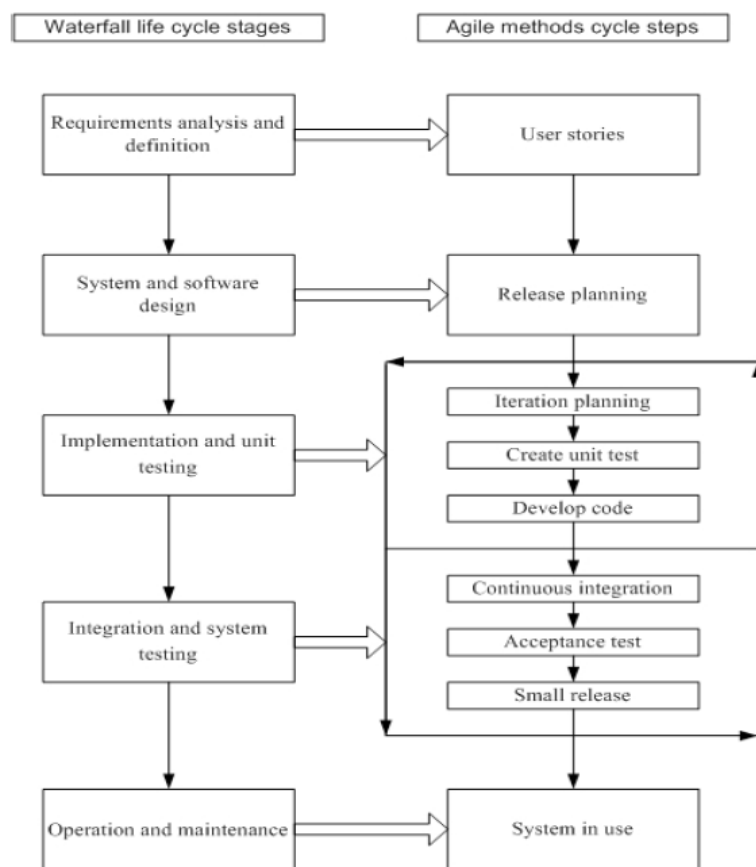 Waterfall life cycle stages
Agile methods cycle steps
Requirements analysis and
definition
User stories
System and software
design
Release planning
Iteration planning
Implementation and unit
testing
Create unit test
Develop code
Continuous integration
Integration and system
testing
Acceptance test
Small release
Operation and maintenance
System in use